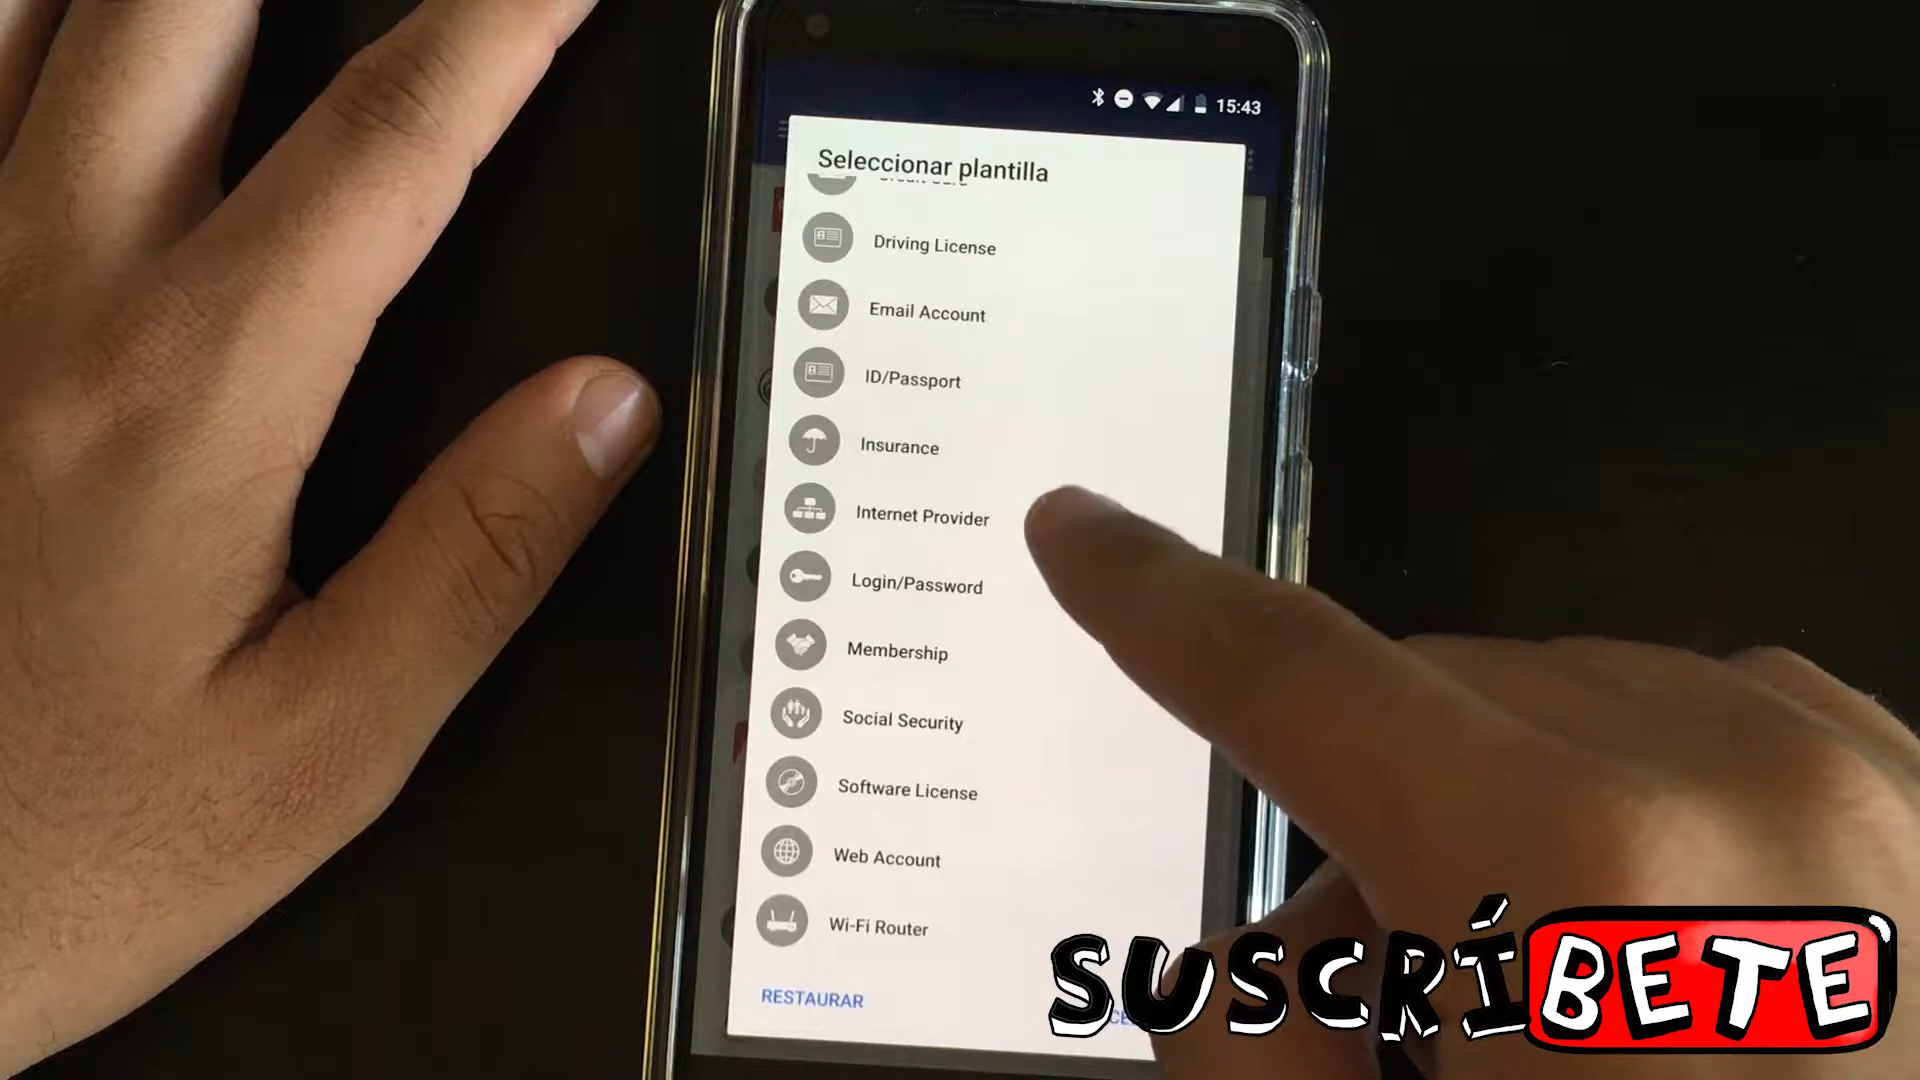 15:43
Seleccionar plantilla
Driving License
Email Account
ID/Passport
Insurance
Internet Provider
Login/Password
Membership
Social Security
Software License
Web Account
Wi-Fi Router
RESTAURAR
SUSCRÍBETE